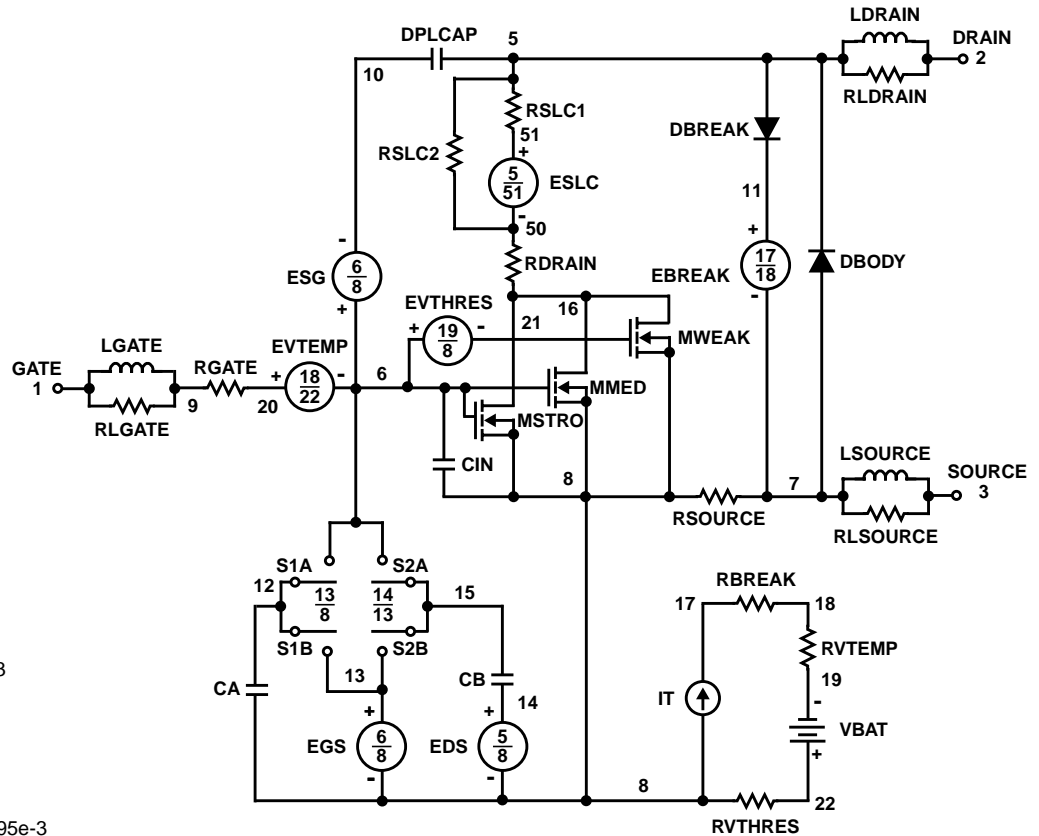 LDRAIN
DPLCAP 5 DRAIN
10 2
RLDRAIN
RSLC1
DBREAK
51
RSLC2 +
5
51
ESLC
11
-
50
+
-
17
18
DBODY
6
8
RDRAIN
ESG EBREAK
-
+
EVTHRES
16
21
+ 19
8
-
MWEAK
LGATE EVTEMP
GATE RGATE
1
+ 18
22
- 6
MMED
9 20
RLGATE
MSTRO
LSOURCE
CIN SOURCE
8 7 3
RSOURCE
RLSOURCE
S1A S2A
12
RBREAK
13
8
14
13
15
17 18
S1B S2B
RVTEMP
13
CB 19
CA
14 IT -
+ +
VBAT
EGS 6
8
EDS 5
8
+
- -
8
22
RVTHRES
3
95e-3